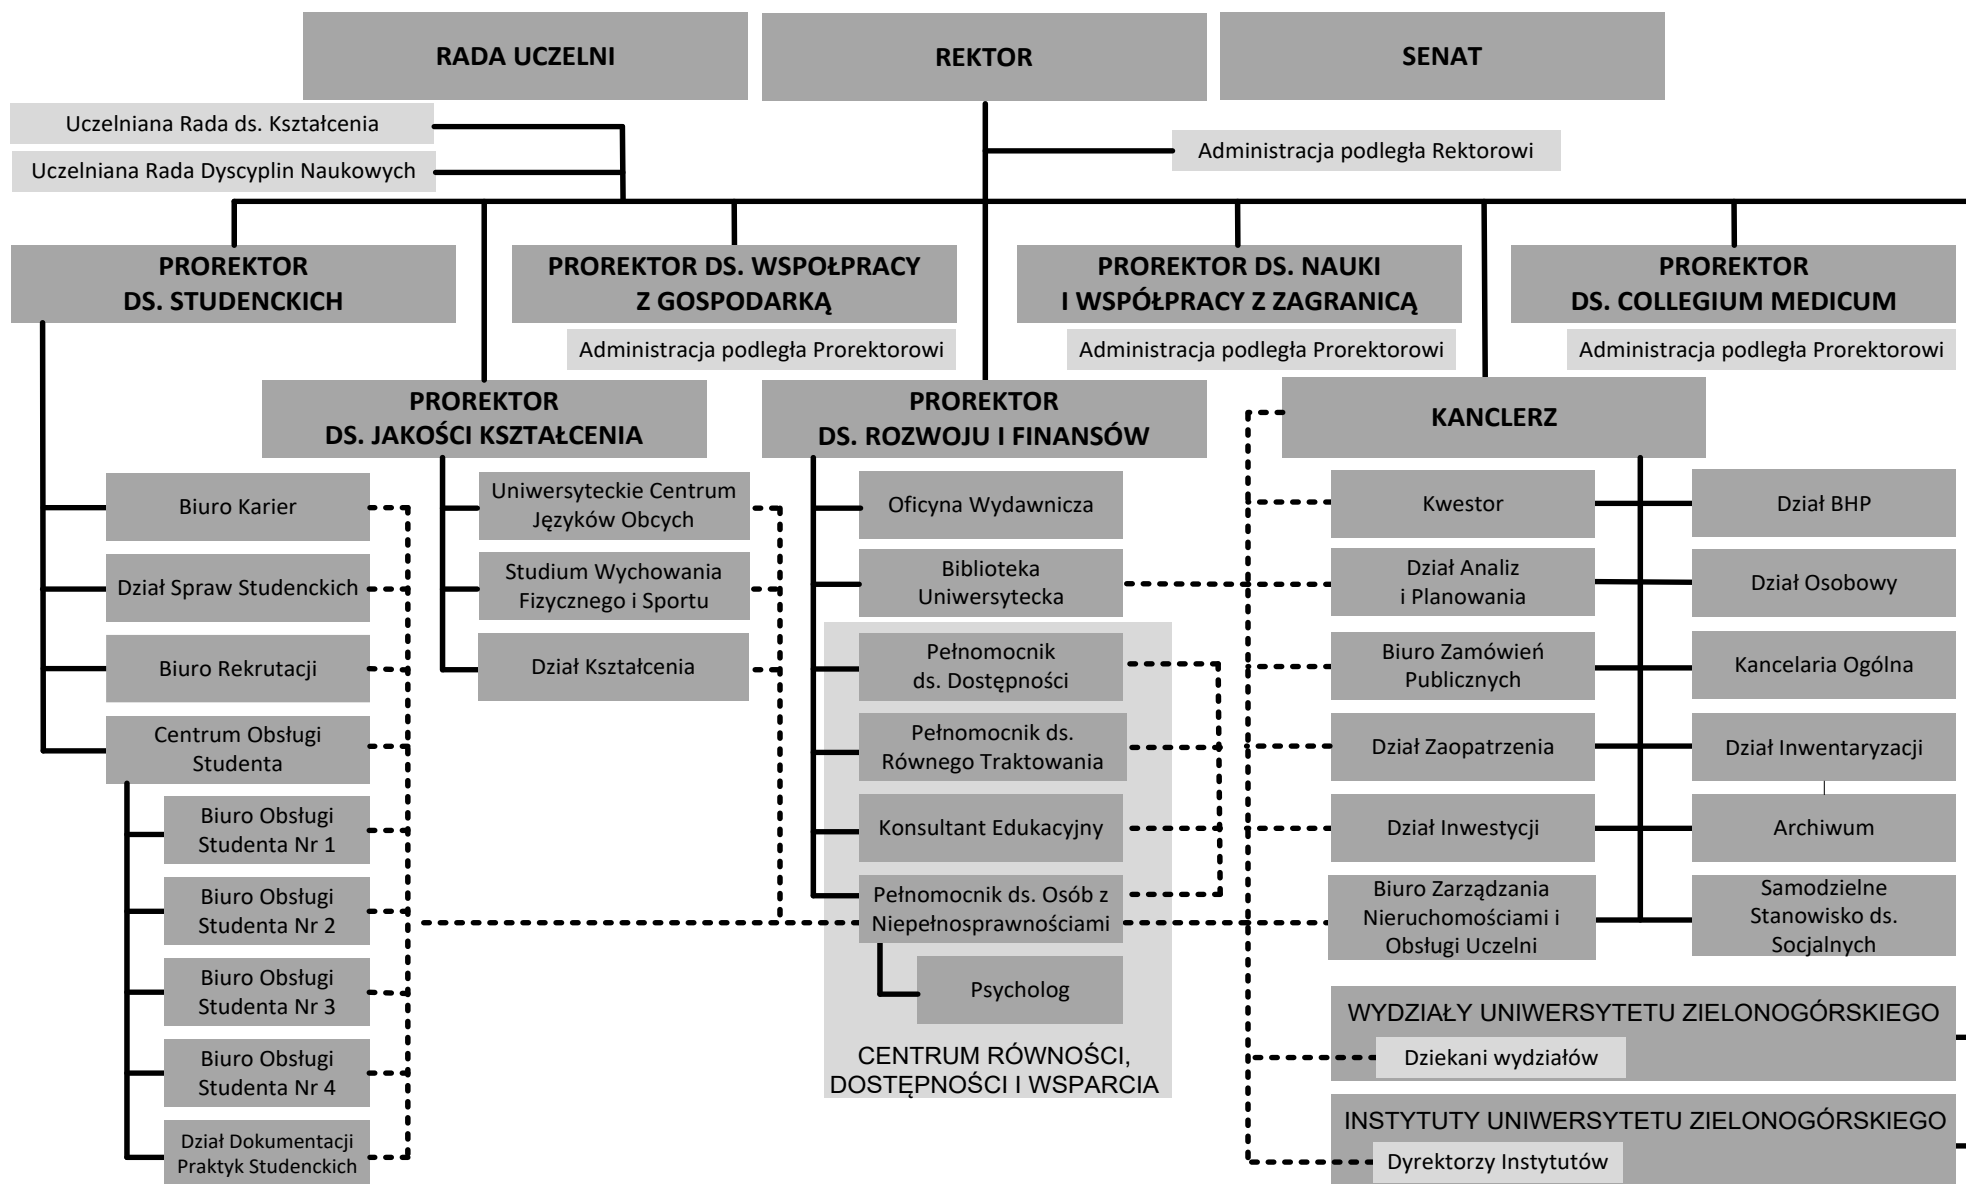 RADA UCZELNI
REKTOR
SENAT
Uczelniana Rada ds. Kształcenia
Uczelniana Rada Dyscyplin Naukowych
Administracja podległa Rektorowi
PROREKTOR
DS. STUDENCKICH
PROREKTOR DS. WSPOŁPRACY
Z GOSPODARKĄ
Administracja podległa Prorektorowi
PROREKTOR DS. NAUKI
I WSPÓŁPRACY Z ZAGRANICĄ
Administracja podległa Prorektorowi
PROREKTOR
DS. COLLEGIUM MEDICUM
Administracja podległa Prorektorowi
PROREKTOR
DS. JAKOŚCI KSZTAŁCENIA
PROREKTOR
DS. ROZWOJU I FINANSÓW
KANCLERZ
Biuro Karier
Dział Spraw Studenckich
Biuro Rekrutacji
Centrum Obsługi
Studenta
Biuro Obsługi
Studenta Nr 1
Biuro Obsługi
Studenta Nr 2
Biuro Obsługi
Studenta Nr 3
Biuro Obsługi
Studenta Nr 4
Dział Dokumentacji
Praktyk Studenckich
Uniwersyteckie Centrum
Języków Obcych
Studium Wychowania
Fizycznego i Sportu
Dział Kształcenia
Oficyna Wydawnicza
Biblioteka
Uniwersytecka
Pełnomocnik
ds. Dostępności
Pełnomocnik ds.
Równego Traktowania
Konsultant Edukacyjny
Pełnomocnik ds. Osób z
Niepełnosprawnościami
Psycholog
CENTRUM RÓWNOŚCI,
DOSTĘPNOŚCI I WSPARCIA
Kwestor
Dział Analiz
i Planowania
Biuro Zamówień
Publicznych
Dział Zaopatrzenia
Dział Inwestycji
Biuro Zarządzania
Nieruchomościami i
Obsługi Uczelni
Dział BHP
Dział Osobowy
Kancelaria Ogólna
Dział Inwentaryzacji
Archiwum
Samodzielne
Stanowisko ds.
Socjalnych
WYDZIAŁY UNIWERSYTETU ZIELONOGÓRSKIEGO
Dziekani wydziałów
INSTYTUTY UNIWERSYTETU ZIELONOGÓRSKIEGO
Dyrektorzy Instytutów